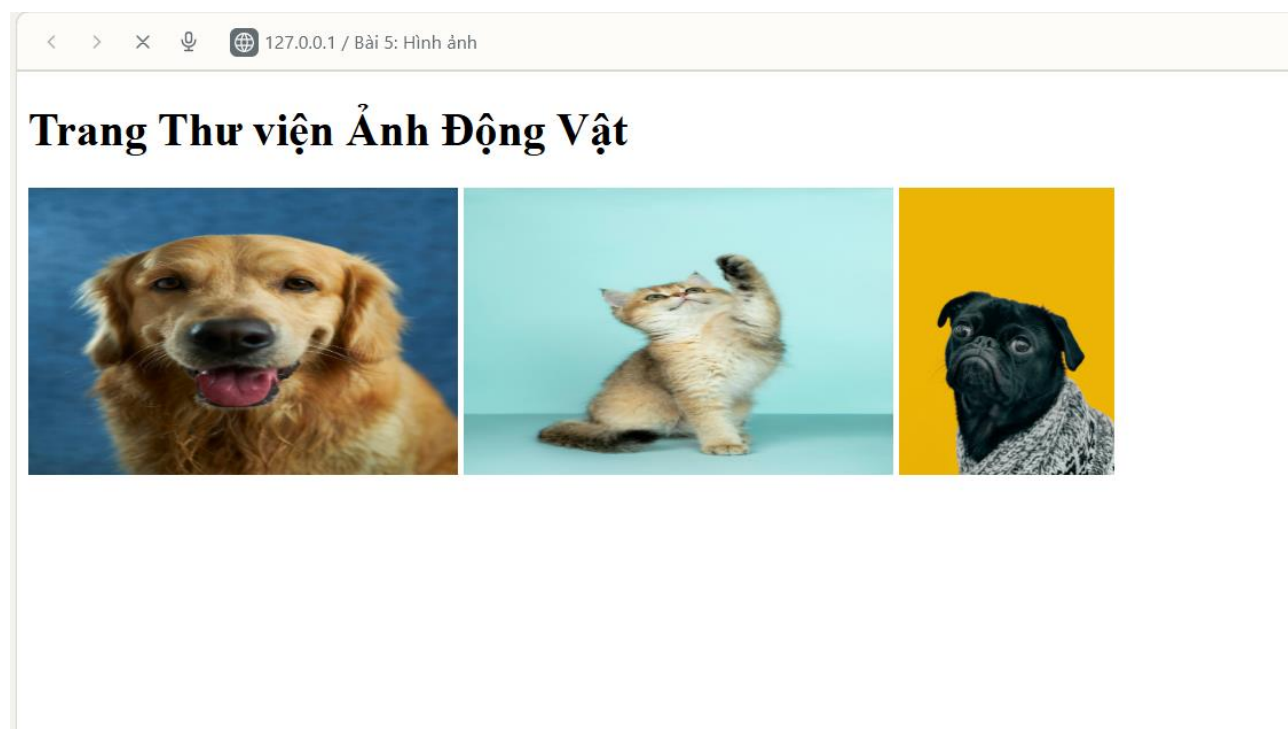 127.0.0.1 / Bài 5: Hình ảnh
Trang Thư viện Ảnh Động Vật